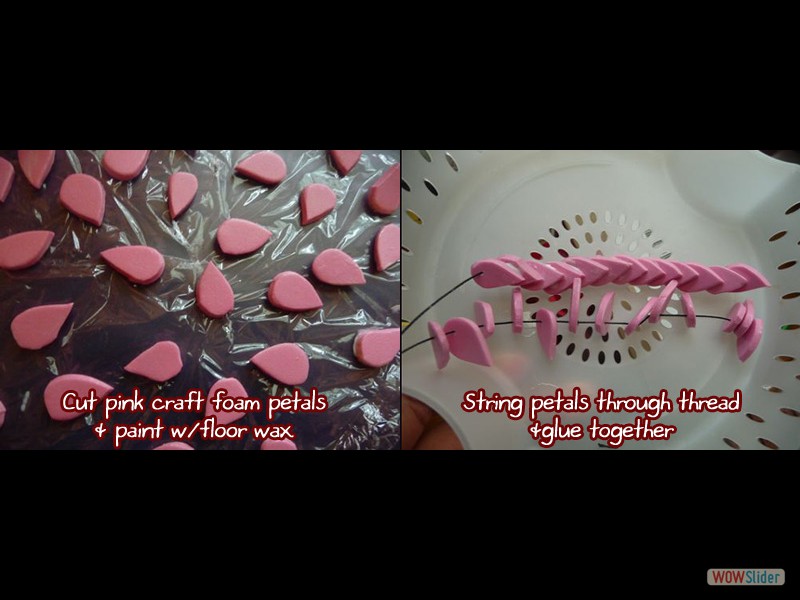 Cut pink craft foam petals
& paint w/floor wax
String petals through thread
&glue together
WOWSlider